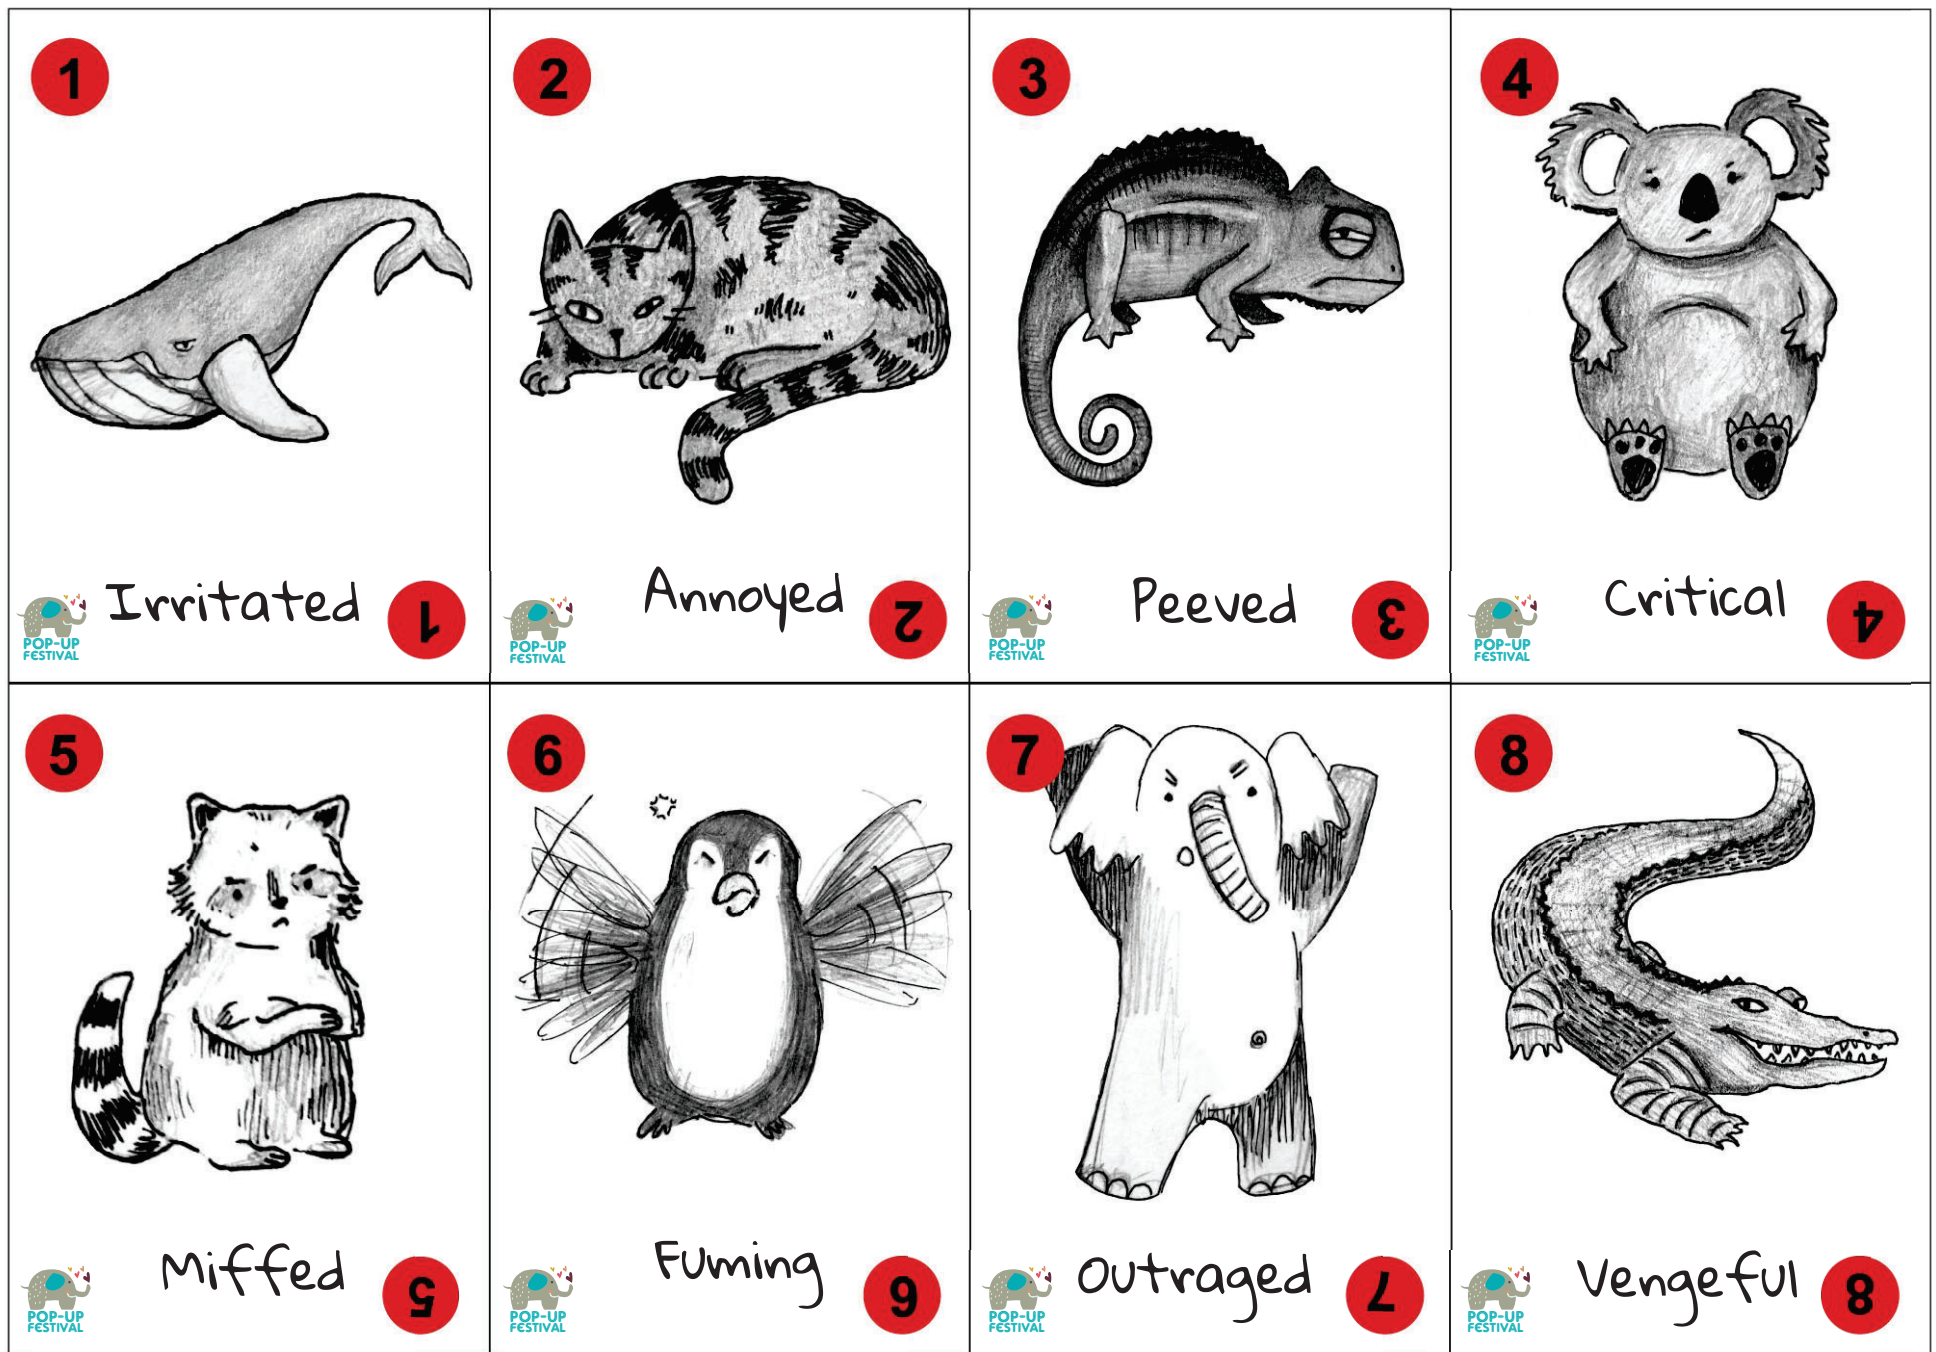 1
2
3
4
Irritated
1
POP-UP
FESTIVAL
Annoyed
2
POP-UP
FESTIVAL
Peeved
3
POP-UP
FESTIVAL
Critical
4
POP-UP
FESTIVAL
5
6
7
8
Miffed
5
POP-UP
FESTIVAL
Fuming
6
POP-UP
FESTIVAL
Outraged
7
POP-UP
FESTIVAL
Vengeful
8
POP-UP
FESTIVAL